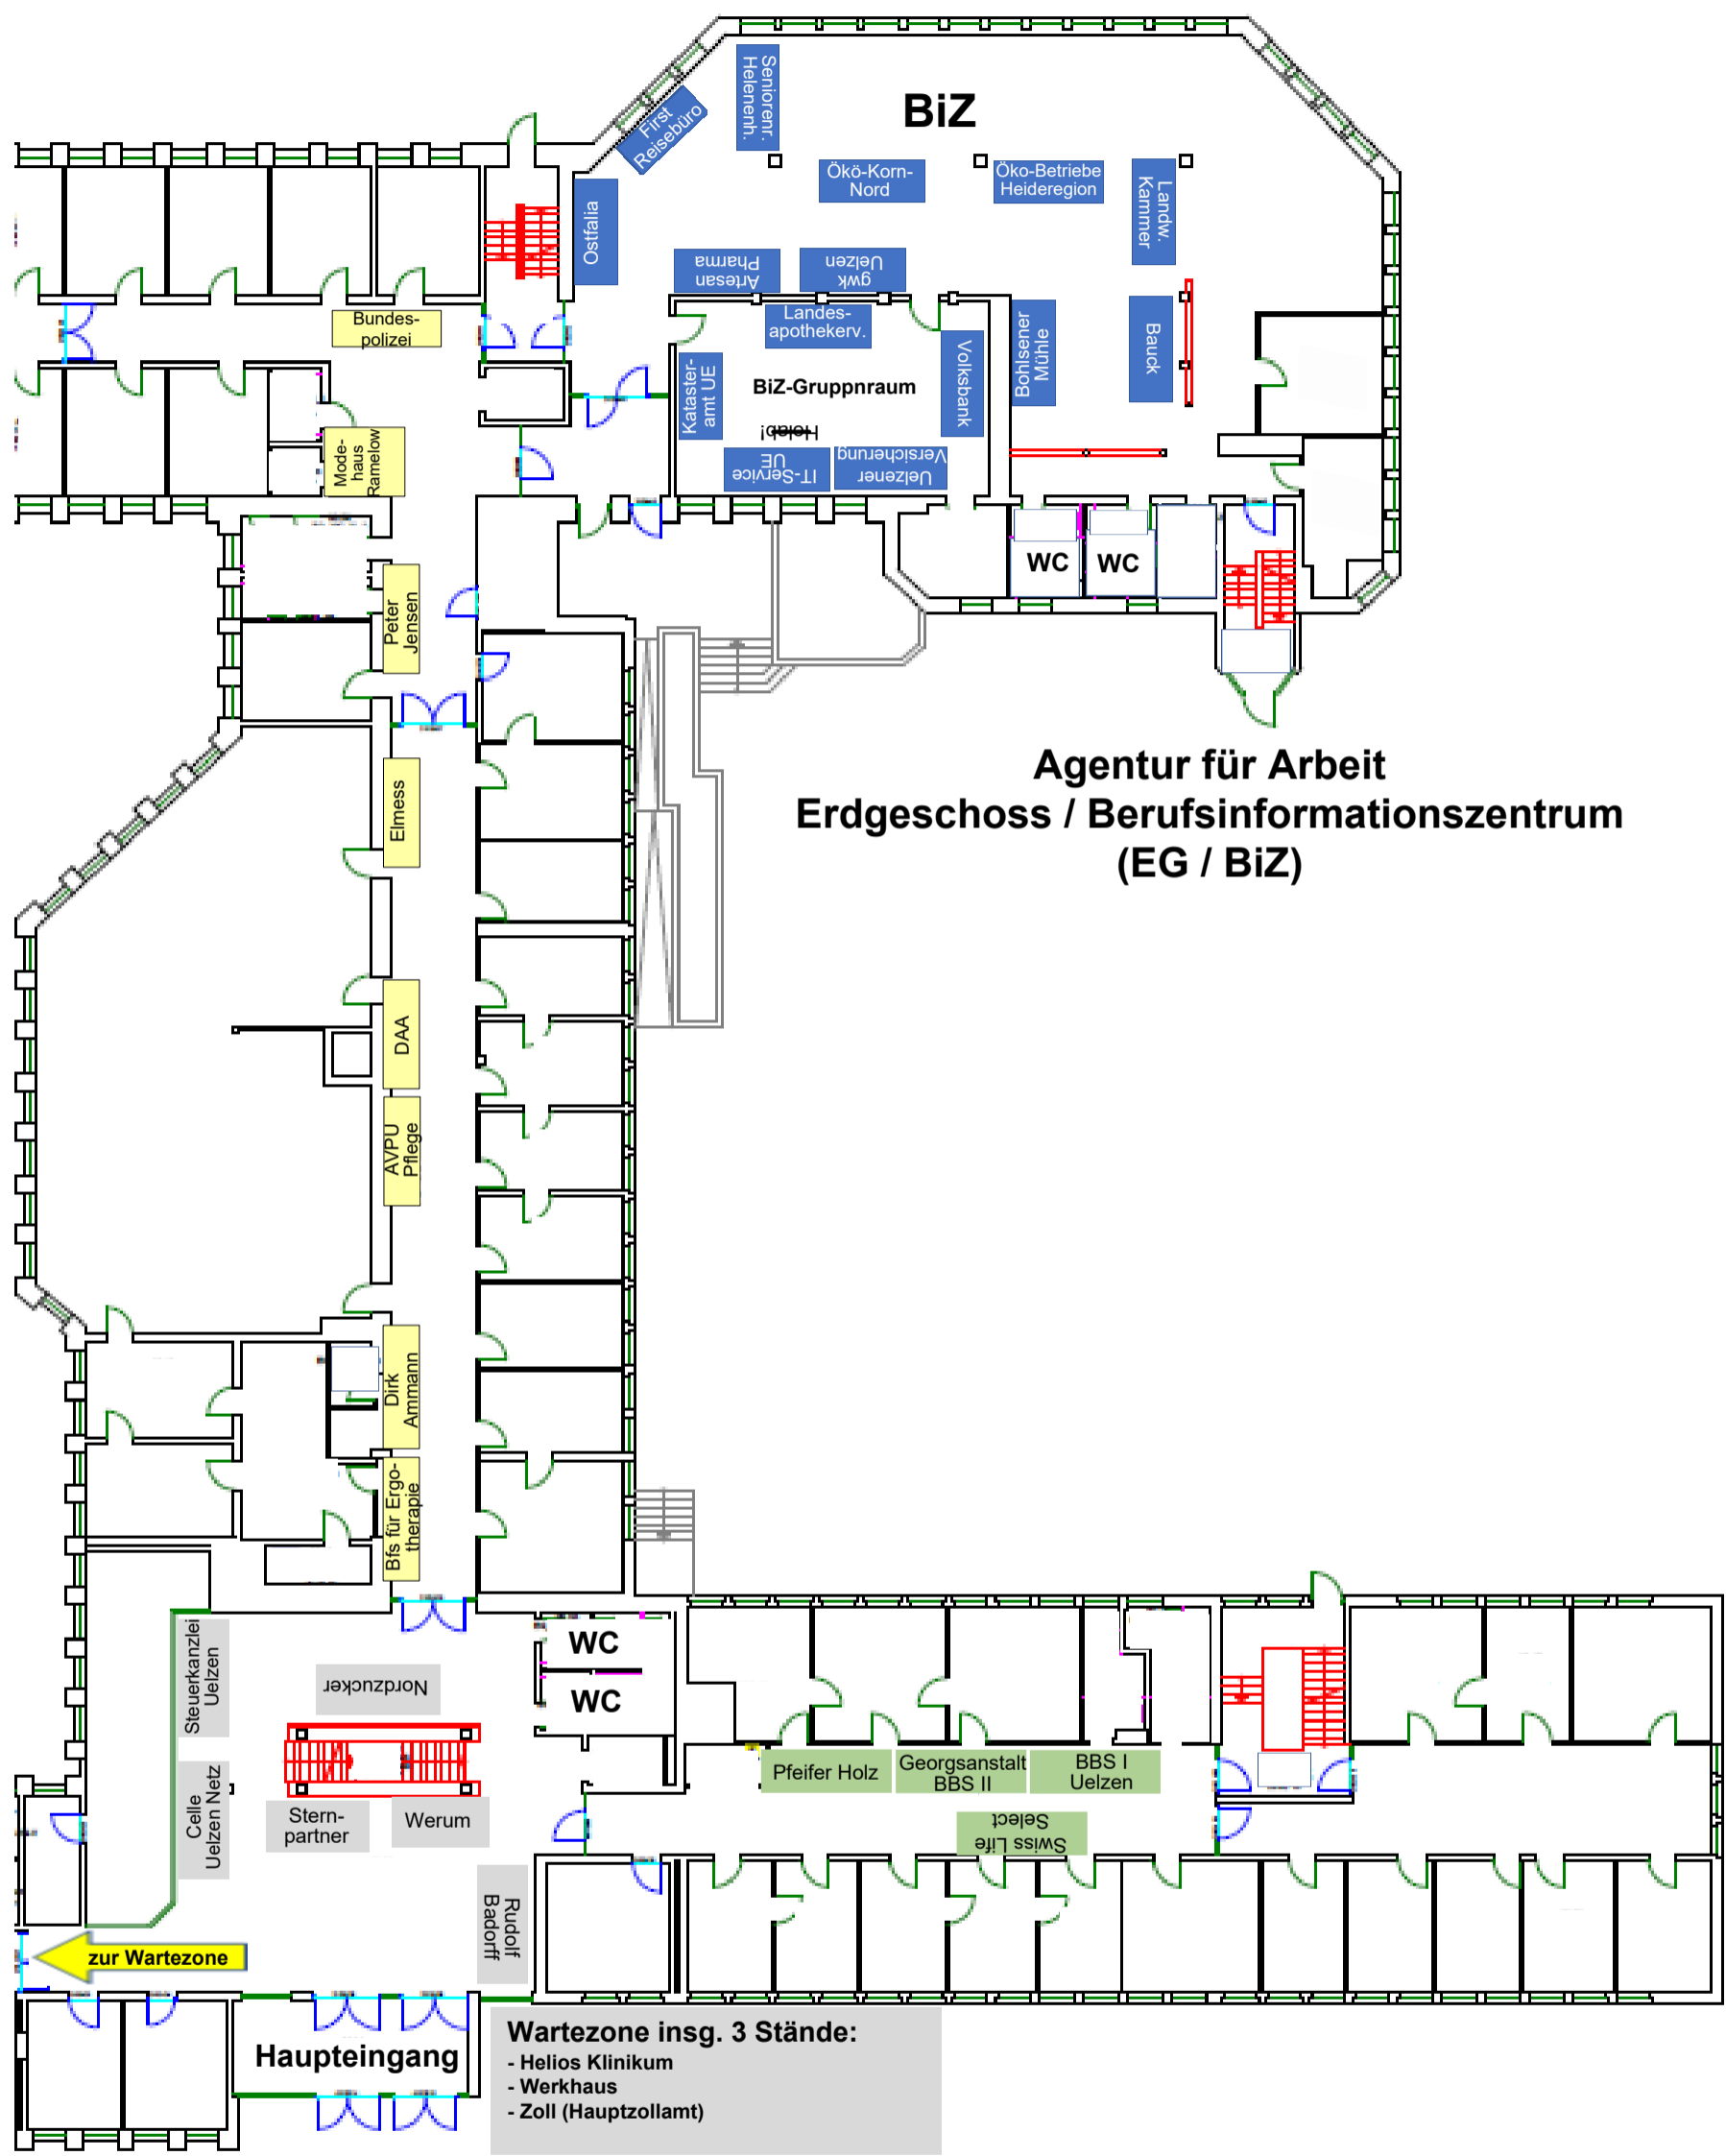 BiZ
Seniorenr.
Helenenh.
First
Reisebüro
Ökö-Korn-
Nord
Öko-Betriebe
Heideregion
Landw.
Kammer
Ostfalia
Artesan
Pharma
gwk
Uelzen
Bundes-
polizei
Landes-
apothekerv.
Volksbank
Bohlsener
Mühle
Bauck
Kataster-
amt UE
BiZ-Gruppnraum
Holab!
IT-Service
UE
Uelzener
Versicherung
Mode-
haus
Ramelow
WC
WC
Peter
Jensen
Agentur für Arbeit
Erdgeschoss / Berufsinformationszentrum
(EG / BiZ)
Elmess
DAA
AVPU
Pflege
Dirk
Ammann
Bfs für Ergo-
therapie
Steuerkanzlei
Uelzen
Nordzucker
WC
WC
Celle
Uelzen Netz
Stern-
partner
Werum
Pfeifer Holz
Georgsanstalt
BBS II
BBS I
Uelzen
Swiss Life
Select
Rudolf
Badorff
zur Wartezone
Haupteingang
Wartezone insg. 3 Stände:
- Helios Klinikum
- Werkhaus
- Zoll (Hauptzollamt)